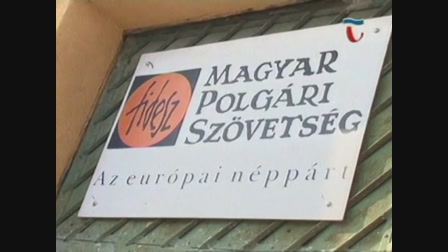 fidesz
MAGYAR
POLGÁRI
SZÖVETSÉG
Az európai néppárt